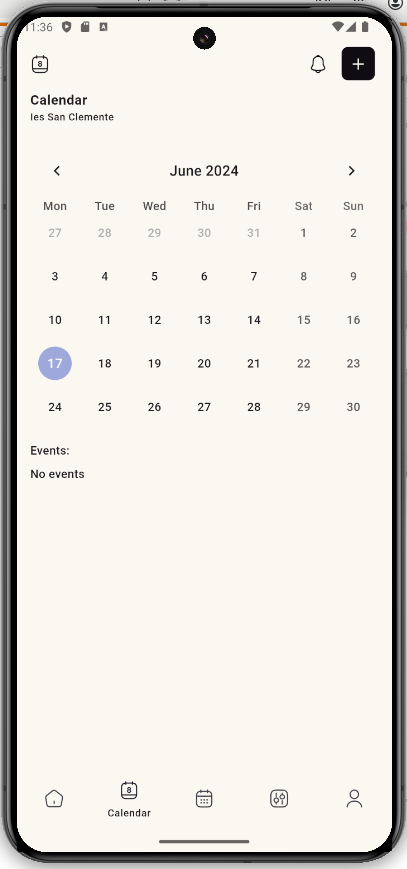 11:36
8
Calendar
Ies San Clemente
June 2024
Mon Tue Wed Thu Fri Sat Sun
27 28 29 30 31 1 2
3 4 5 6 7 8 9
10 11 12 13 14 15 16
17 18 19 20 21 22 23
24 25 26 27 28 29 30
Events:
No events
8
Calendar